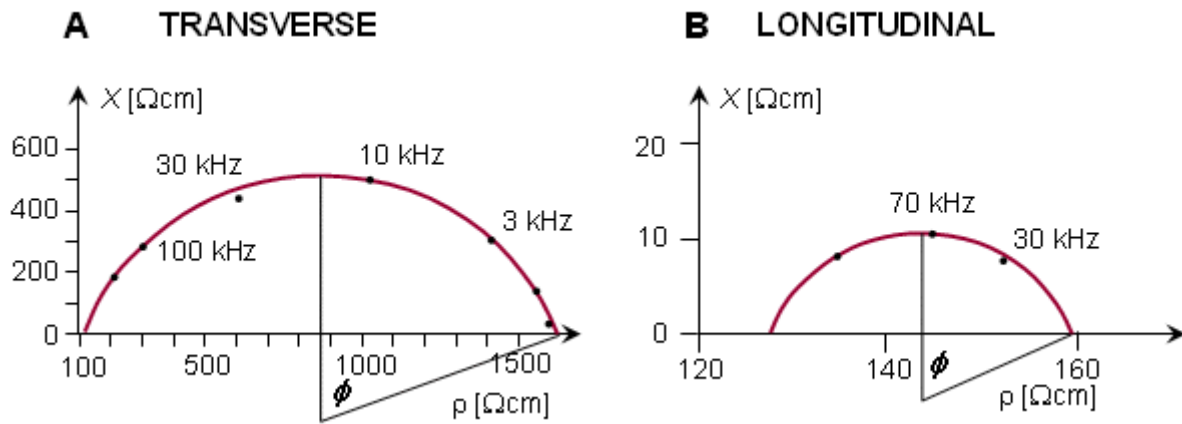 A TRANSVERSE
X [Ωcm]
600
400
200
0
30 kHz
10 kHz
100 kHz
3 kHz
100
500
1000
1500
ϕ
ρ [Ωcm]
B LONGITUDINAL
X [Ωcm]
20
10
0
70 kHz
30 kHz
120
140
160
ϕ
ρ [Ωcm]